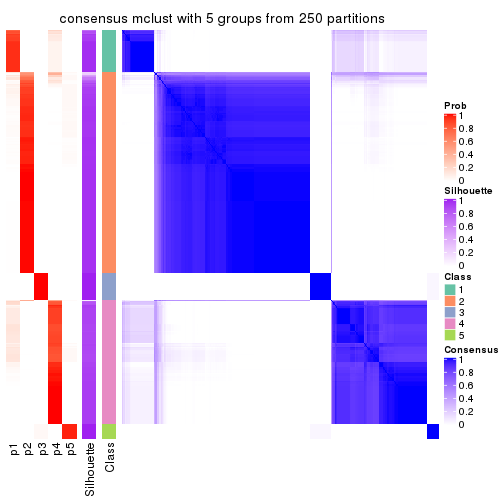 consensus mclust with 5 groups from 250 partitions
Prob
1
0.8
0.6
0.4
0.2
0
Silhouette
1
0.8
0.6
0.4
0.2
0
Class
1
2
3
4
5
Consensus
1
0.8
0.6
0.4
0.2
0
p1
p2
p3
p4
p5
Silhouette
Class